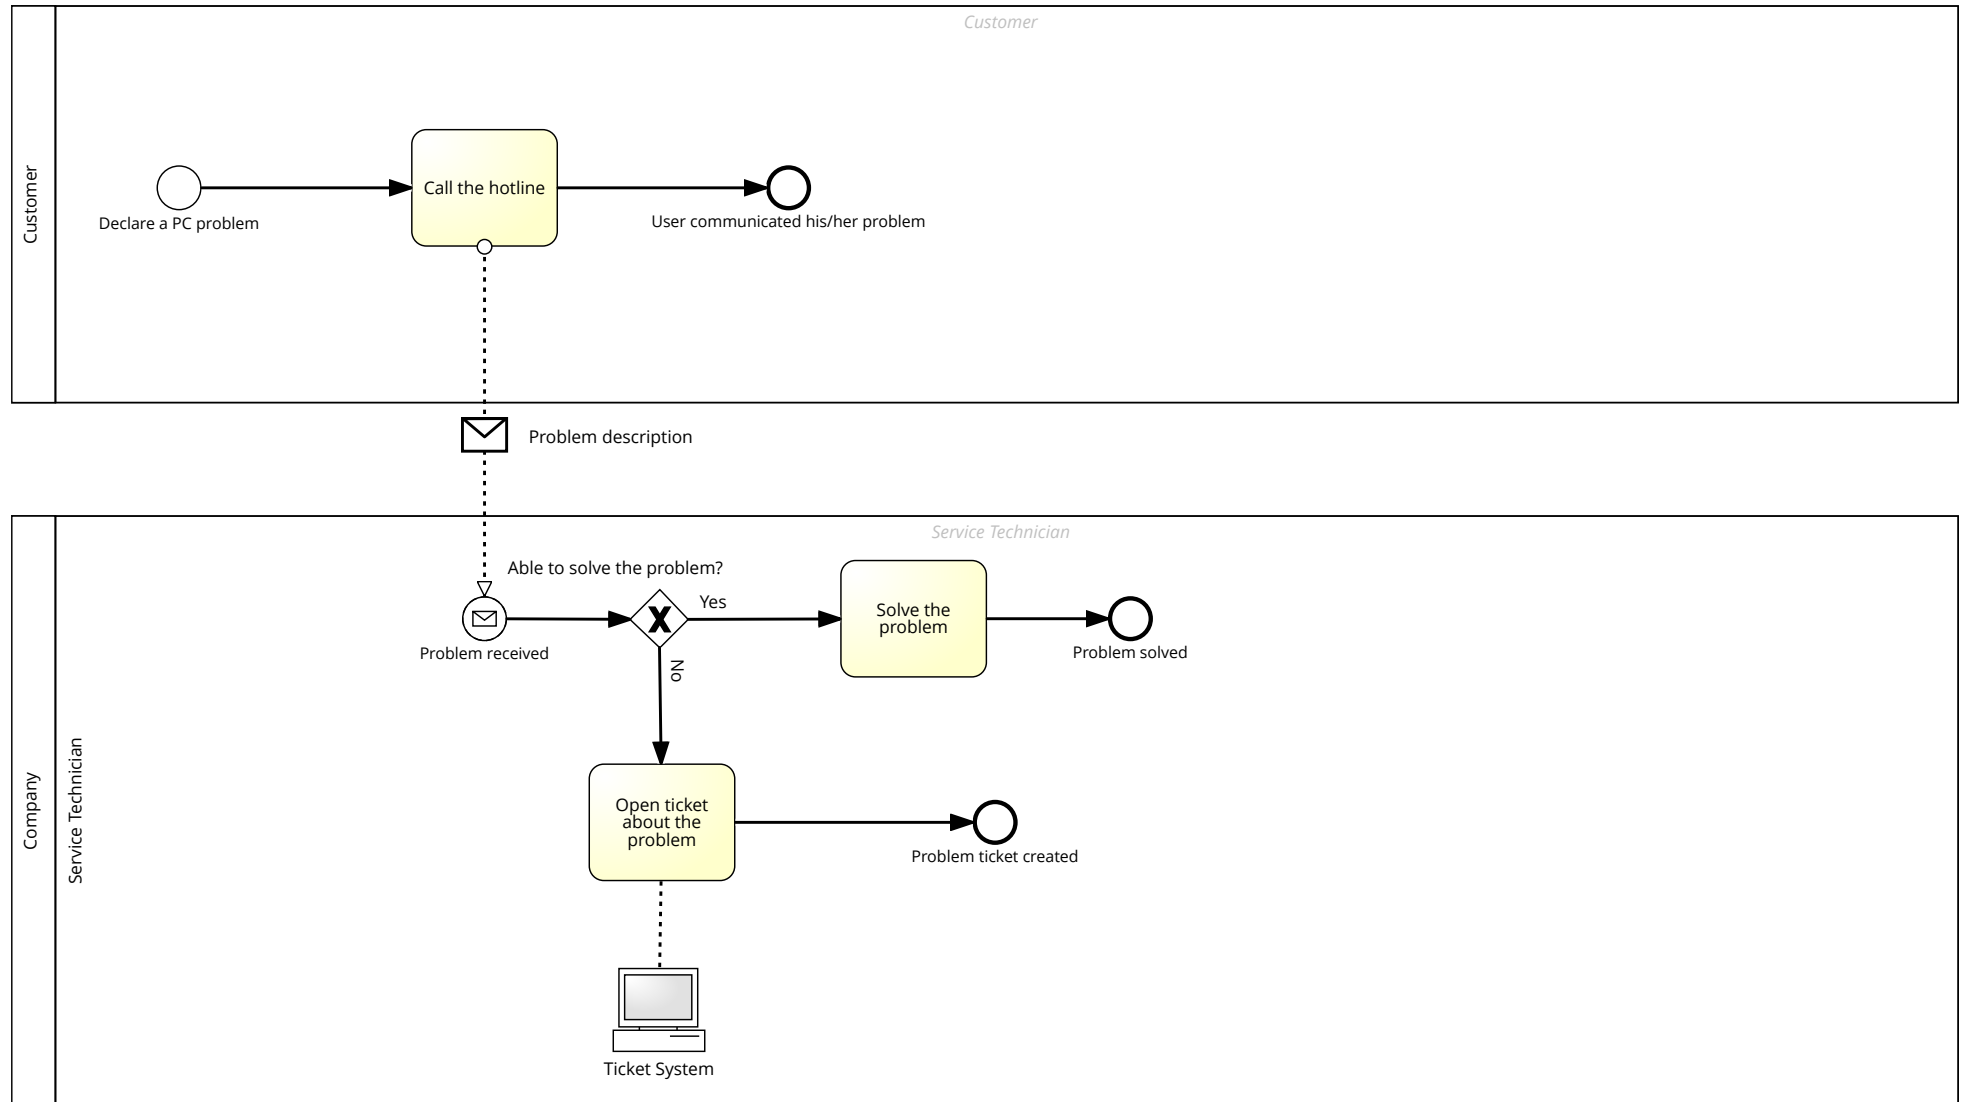 Customer
Customer
Call the hotline
Declare a PC problem
User communicated his/her problem
Problem description
Company
Service Technician
Service Technician
Able to solve the problem?
Yes
Solve the
problem
Problem received
No
Problem solved
Open ticket
about the
problem
Problem ticket created
Ticket System